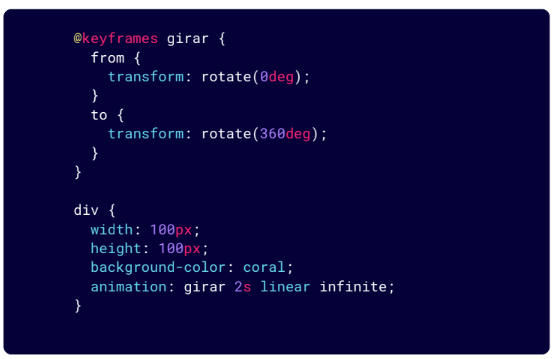 @keyframes girar {
  from {
    transform: rotate(0deg);
  }
  to {
    transform: rotate(360deg);
  }
}

div {
  width: 100px;
  height: 100px;
  background-color: coral;
  animation: girar 2s linear infinite;
}